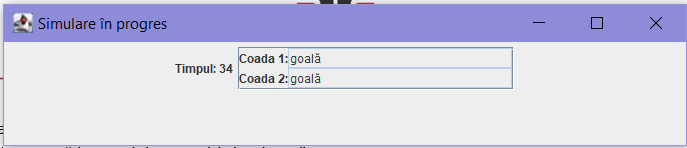 Simulare în progres
Timpul: 34
Coada 1: goală
Coada 2: goală